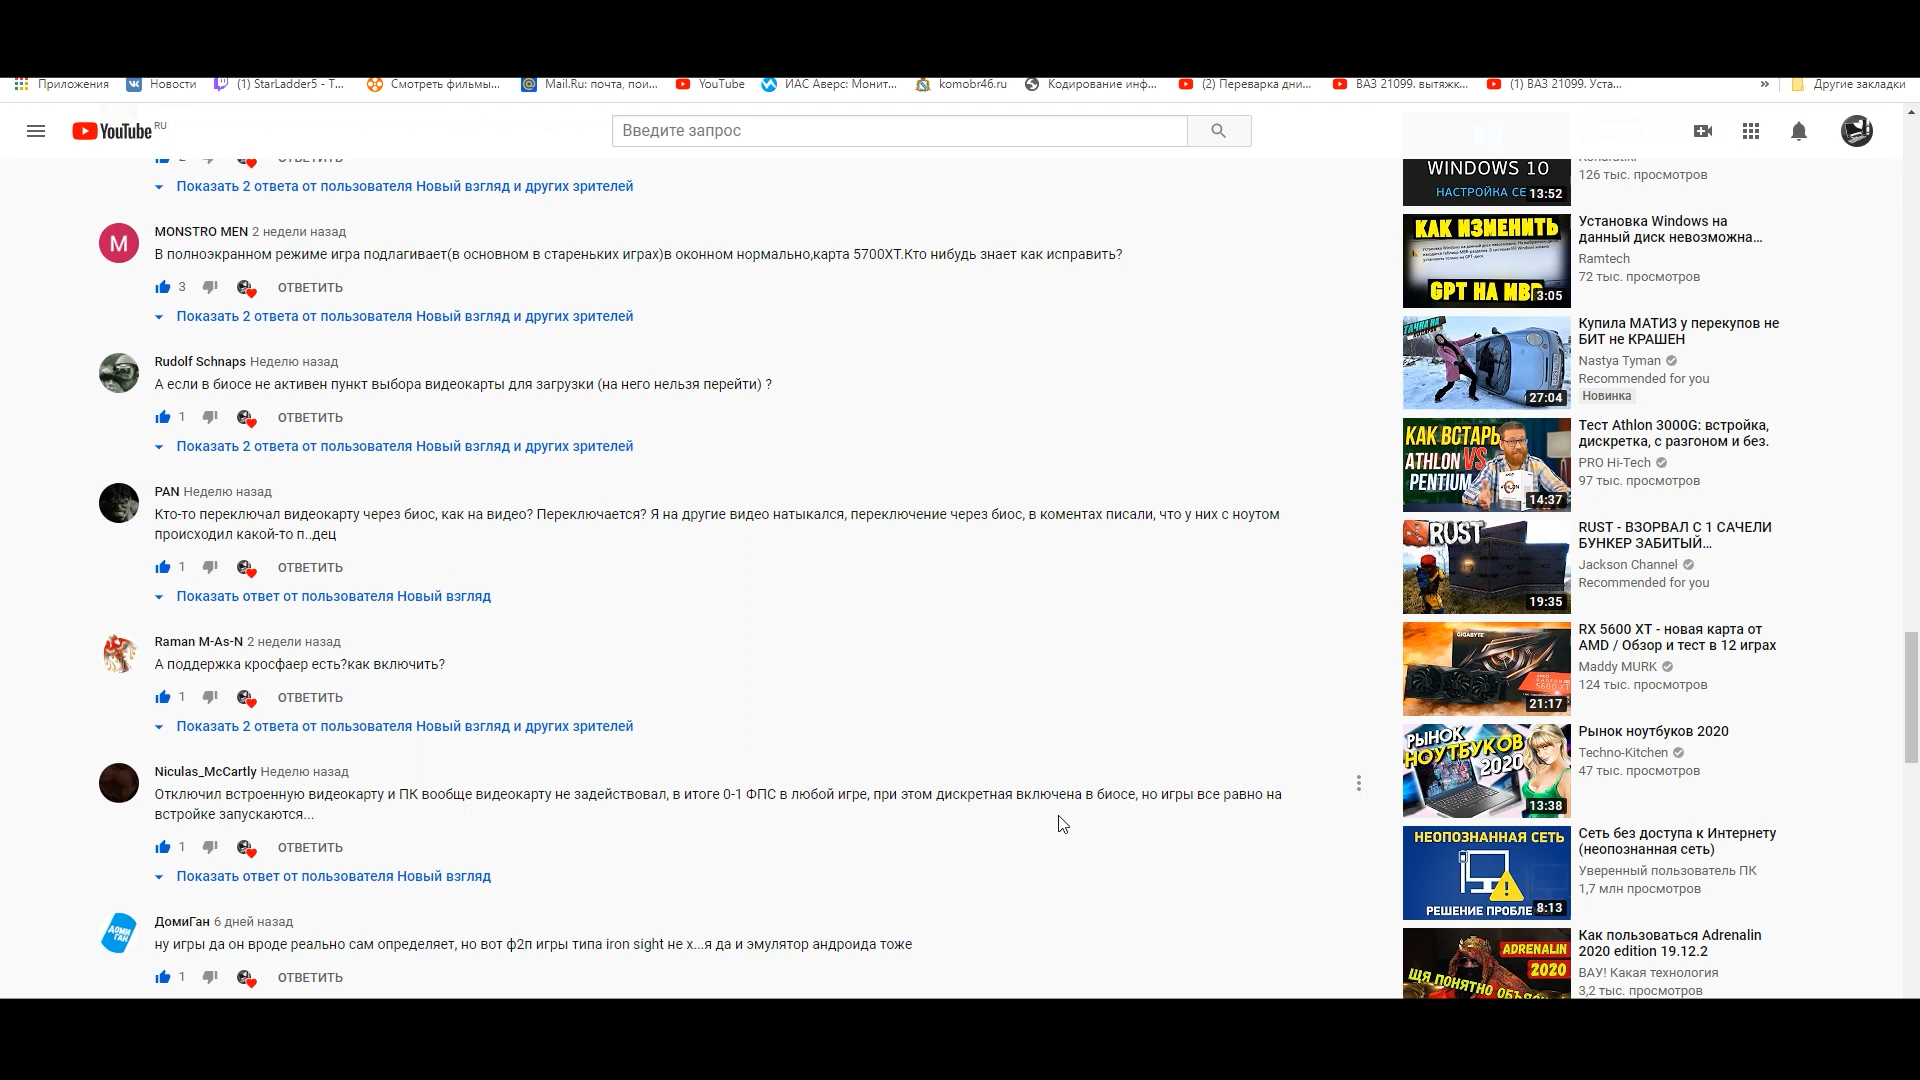 Приложения
Новости
(1) StarLadder5 - T...
Смотреть фильмы...
Mail.Ru: почта, пои...
YouTube
ИАС Аверс: Монит...
komobr46.ru
Кодирование инф...
(2) Переварка дни...
ВАЗ 21099. вытяжк...
(1) ВАЗ 21099. Уста...
»
Другие закладки
YouTube RU
Введите запрос
Показать 2 ответа от пользователя Новый взгляд и других зрителей
MONSTRO MEN 2 недели назад
В полноэкранном режиме игра подлагивает(в основном в стареньких играх)в оконном нормально,карта 5700XT.Кто нибудь знает как исправить?
3 ОТВЕТИТЬ
Показать 2 ответа от пользователя Новый взгляд и других зрителей
Rudolf Schnaps Неделю назад
А если в биосе не активен пункт выбора видеокарты для загрузки (на него нельзя перейти) ?
1 ОТВЕТИТЬ
Показать 2 ответа от пользователя Новый взгляд и других зрителей
PAN Неделю назад
Кто-то переключал видеокарту через биос, как на видео? Переключается? Я на другие видео натыкался, переключение через биос, в коментах писали, что у них с ноутом
происходил какой-то п..дец
1 ОТВЕТИТЬ
Показать ответ от пользователя Новый взгляд
Raman M-As-N 2 недели назад
А поддержка кросфаер есть?как включить?
1 ОТВЕТИТЬ
Показать 2 ответа от пользователя Новый взгляд и других зрителей
Niculas_McCartly Неделю назад
Отключил встроенную видеокарту и ПК вообще видеокарту не задействовал, в итоге 0-1 ФПС в любой игре, при этом дискретная включена в биосе, но игры все равно на
встройке запускаются...
1 ОТВЕТИТЬ
Показать ответ от пользователя Новый взгляд
ДомиГан 6 дней назад
ну игры да он вроде реально сам определяет, но вот ф2п игры типа iron sight не х...я да и эмулятор андроида тоже
1 ОТВЕТИТЬ
M
ДОМИ
ГАН
WINDOWS 10
НАСТРОЙКА СЕ
13:52
126 тыс. просмотров
КАК ИЗМЕНИТЬ
GPT НА МВР
3:05
Установка Windows на
данный диск невозможна...
Ramtech
72 тыс. просмотров
27:04
Купила МАТИЗ у перекупов не
БИТ не КРАШЕН
Nastya Tyman
Recommended for you
Новинка
КАК ВСТАРЬ
ATHLON VS
PENTIUM
14:37
Тест Athlon 3000G: встройка,
дискретка, с разгоном и без.
PRO Hi-Tech
97 тыс. просмотров
RUST
19:35
RUST - ВЗОРВАЛ С 1 САЧЕЛИ
БУНКЕР ЗАБИТЫЙ...
Jackson Channel
Recommended for you
GIGABYTE
21:17
RX 5600 XT - новая карта от
AMD / Обзор и тест в 12 играх
Maddy MURK
124 тыс. просмотров
РЫНОК
НОУТБУКОВ
2020
13:38
Рынок ноутбуков 2020
Techno-Kitchen
47 тыс. просмотров
НЕОПОЗНАННАЯ СЕТЬ
РЕШЕНИЕ ПРОБЛЕ
8:13
Сеть без доступа к Интернету
(неопознанная сеть)
Уверенный пользователь ПК
1,7 млн просмотров
ADRENALIN
2020
ЩЯ ПОНЯТНО ОБЪЯСН
Как пользоваться Adrenalin
2020 edition 19.12.2
ВАУ! Какая технология
3,2 тыс. просмотров